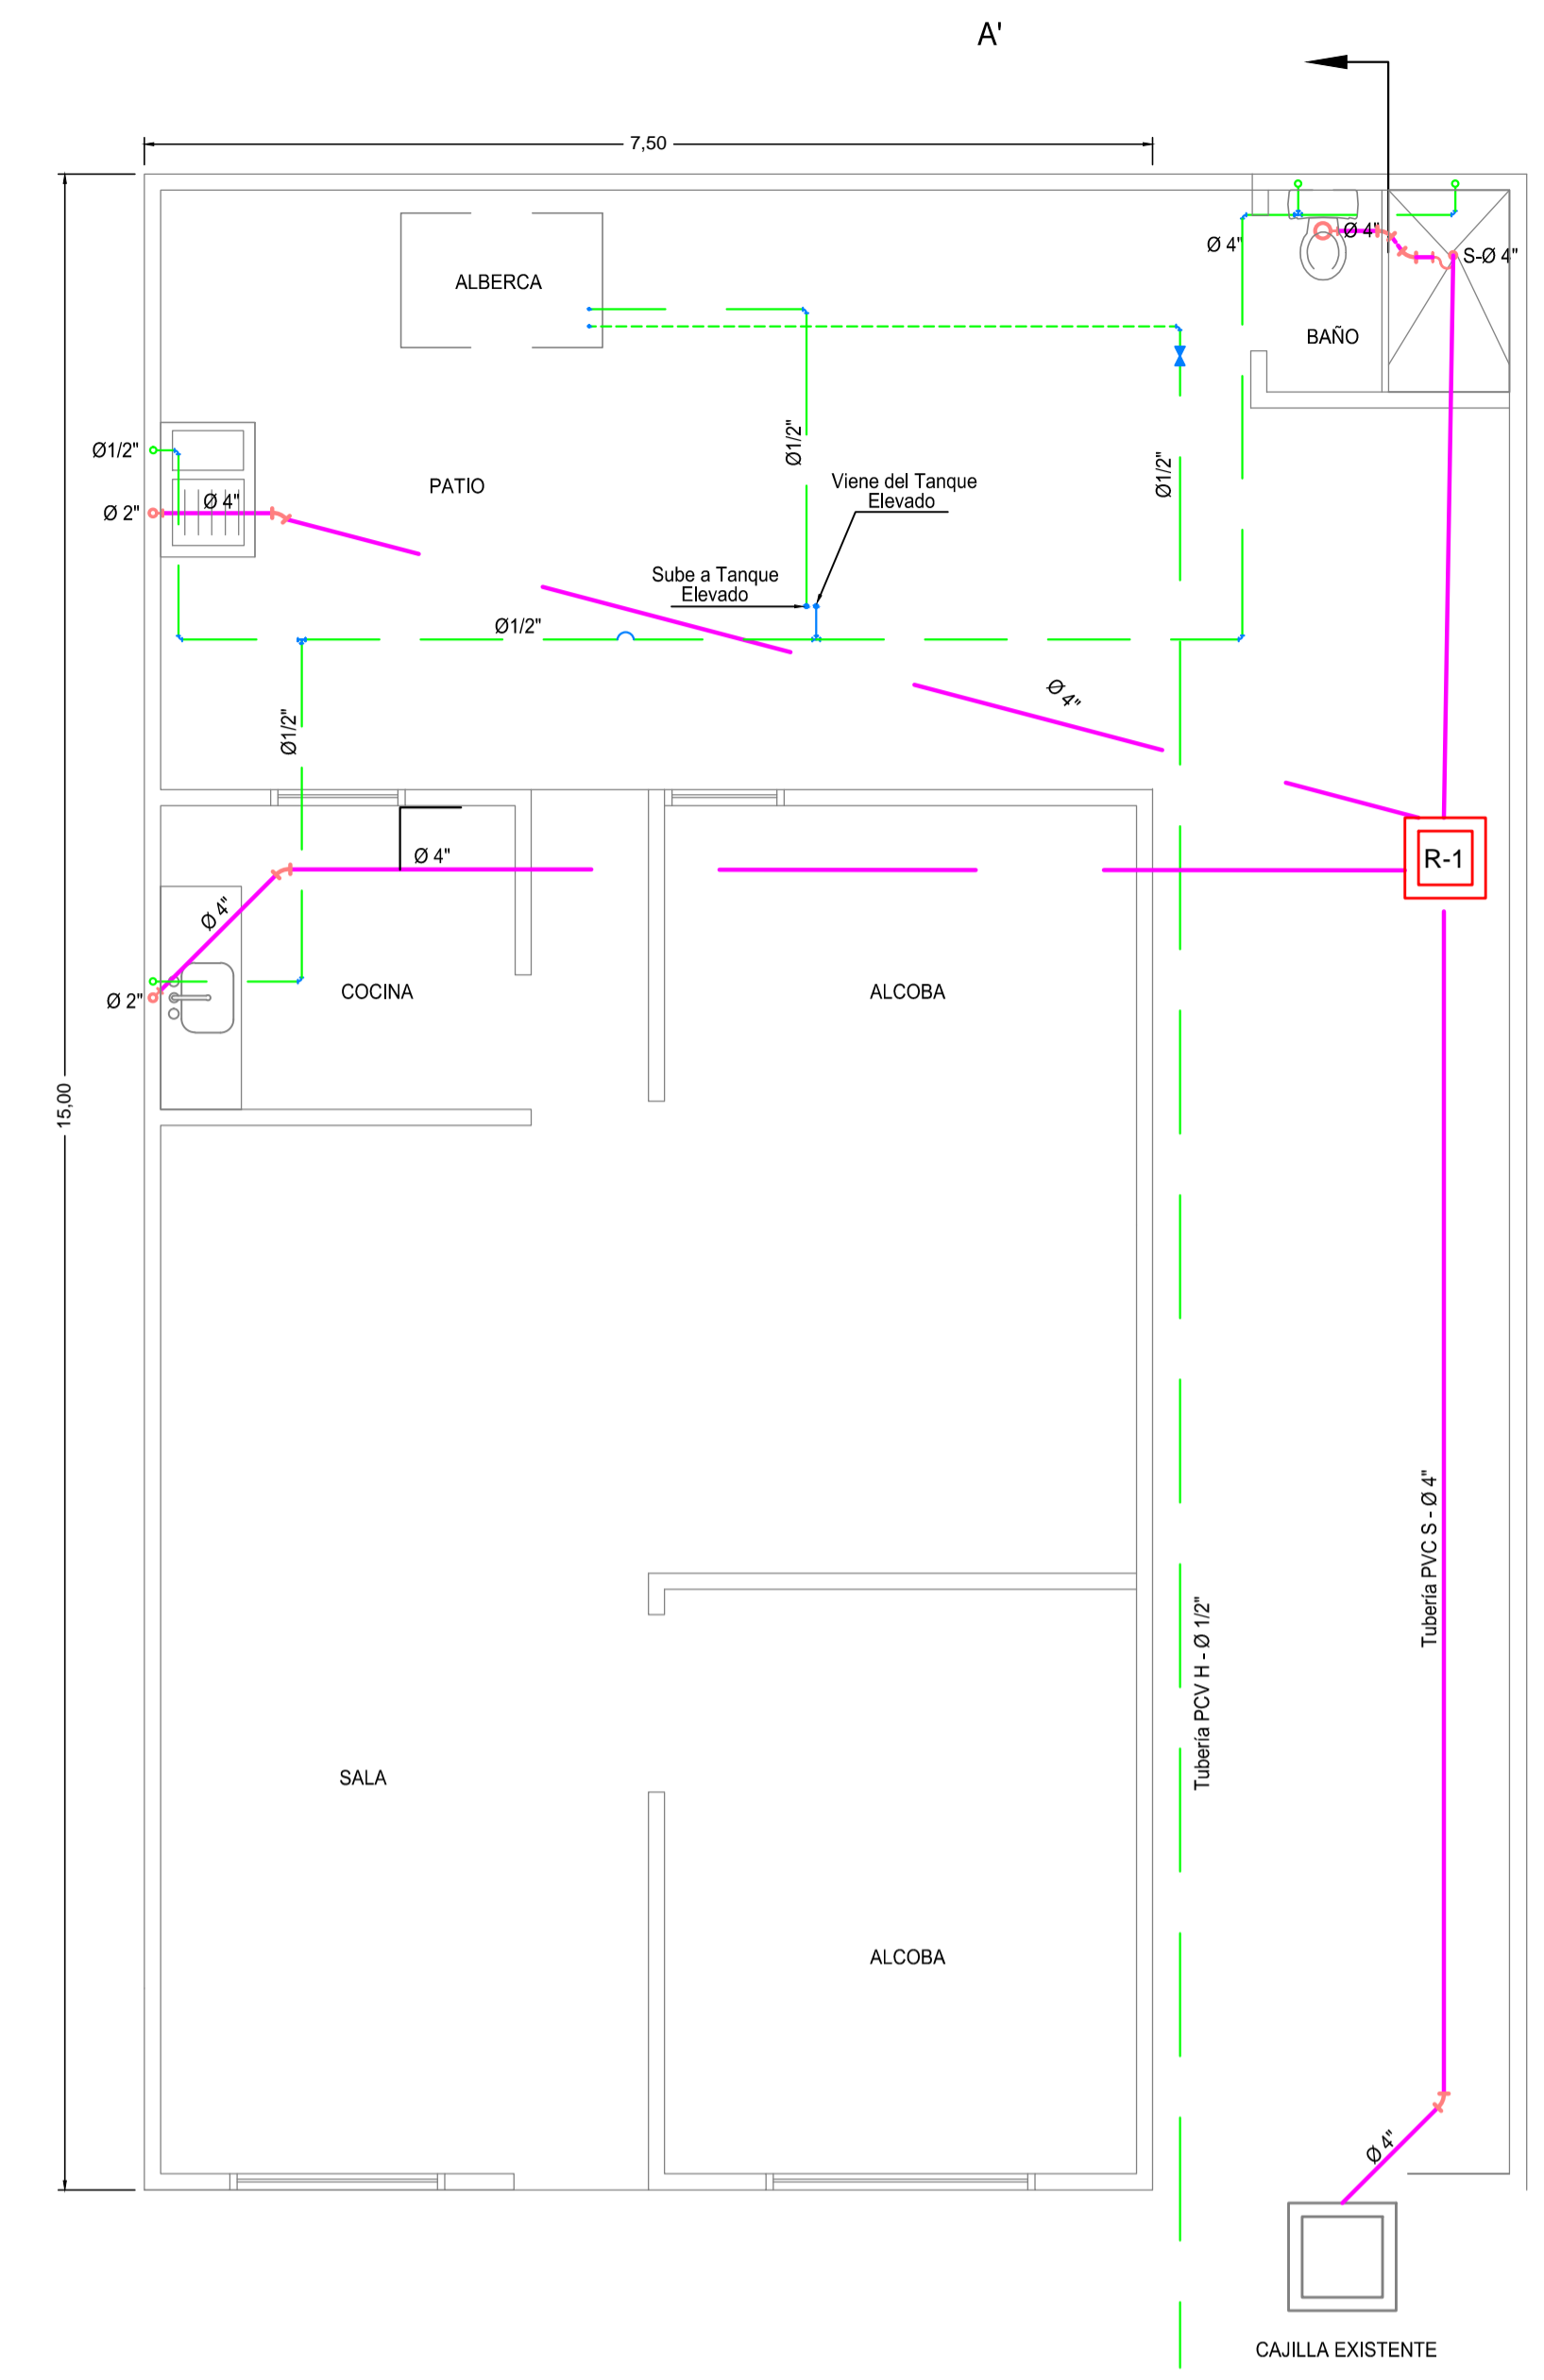 A'
7,50
Ø 4"
Ø 4"
S-Ø 4"
ALBERCA
BAÑO
Ø1/2"
Ø1/2"
Ø1/2"
PATIO
Viene del Tanque
Elevado
Ø 4"
Ø 2"
Sube a Tanque
Elevado
Ø1/2"
Ø 4"
Ø1/2"
Ø 4"
R-1
Ø 4"
COCINA
ALCOBA
Ø 2"
15,00
Tubería PVC S - Ø 4"
Tubería PCV H - Ø 1/2"
SALA
ALCOBA
Ø 4"
CAJILLA EXISTENTE